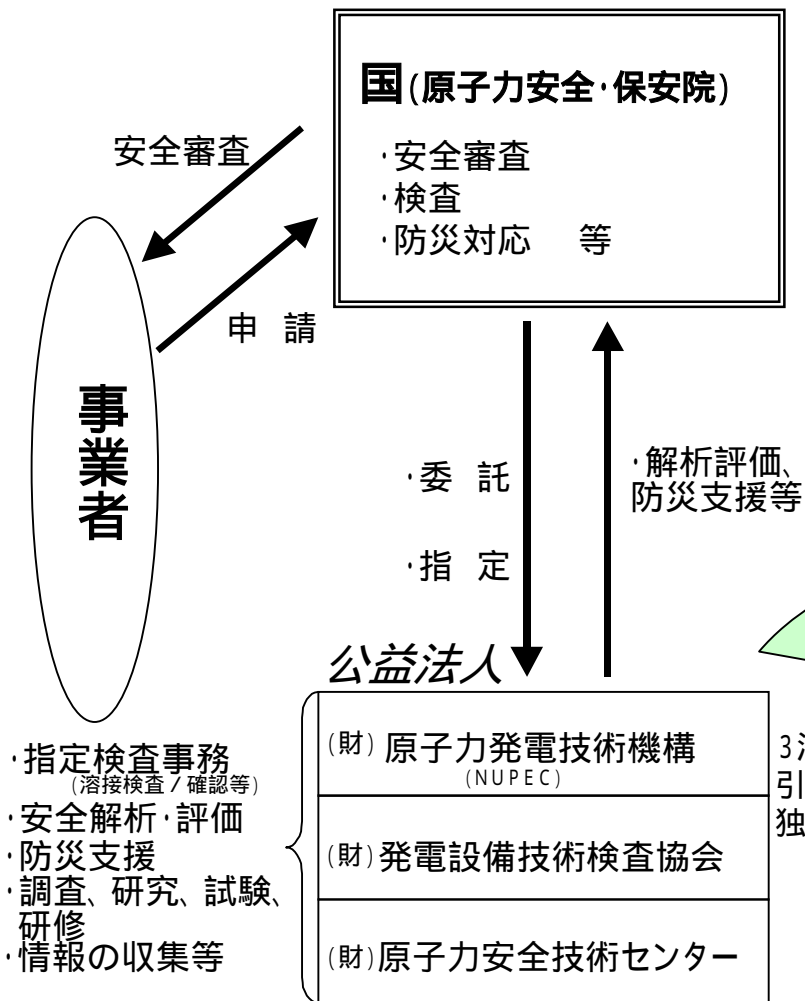 国(原子力安全・保安院)
・安全審査
・検査
・防災対応 等
安全審査
申 請
事業者
・委 託
・指 定
・解析評価、
防災支援等
公益法人
(財)原子力発電技術機構
(NUPEC)
(財)発電設備技術検査協会
(財)原子力安全技術センター
・指定検査事務
(溶接検査/確認等)
・安全解析・評価
・防災支援
・調査、研究、試験、
研修
・情報の収集等
3
引
独